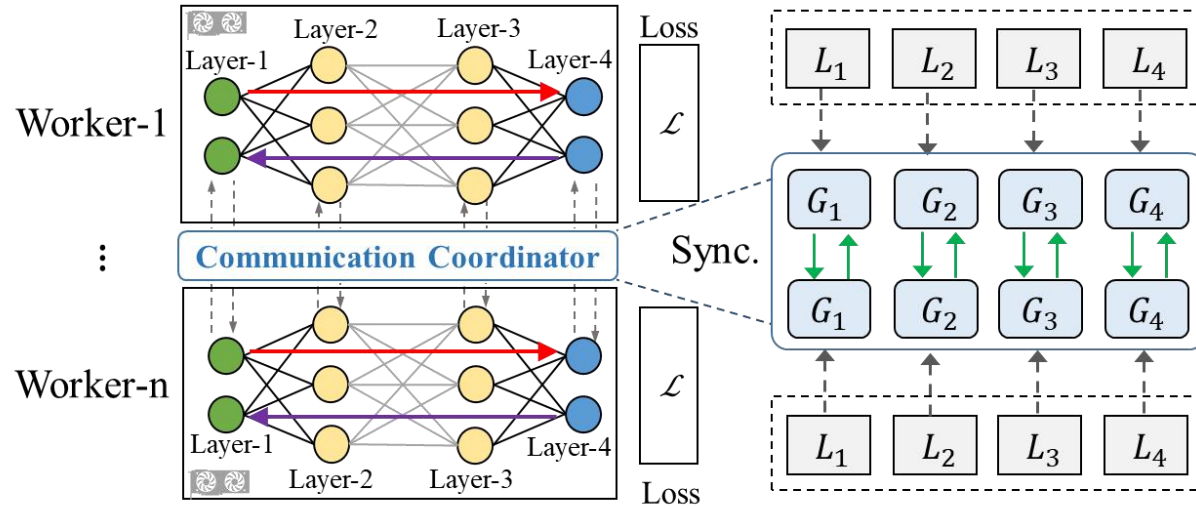 Loss
Layer-2 Layer-3
Layer-1 Layer-4
Worker-1
ℒ
L₁ L₂ L₃ L₄
G₁ G₂ G₃ G₄
⋮
Communication Coordinator
Sync.
G₁ G₂ G₃ G₄
Worker-n
ℒ
Layer-1 Layer-4
Layer-2 Layer-3
Loss
L₁ L₂ L₃ L₄